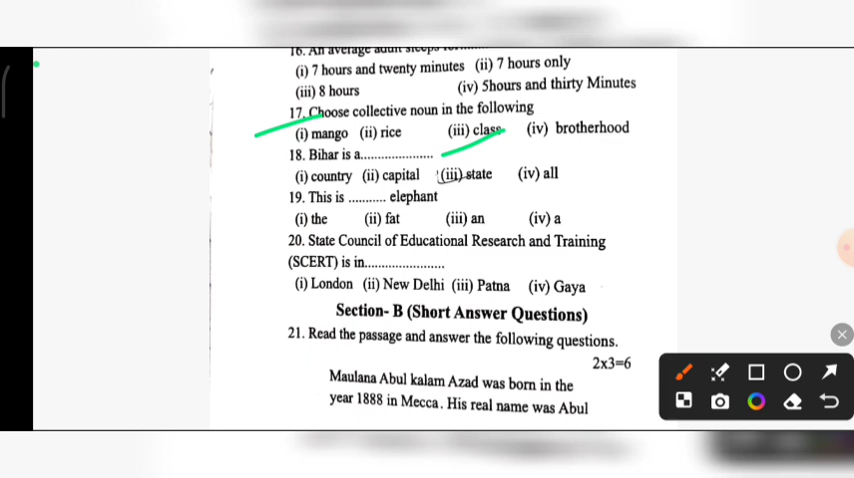 16. An average adult sleeps
(i) 7 hours and twenty minutes (ii) 7 hours only
(iii) 8 hours (iv) 5hours and thirty Minutes
17. Choose collective noun in the following
(i) mango (ii) rice (iii) class (iv) brotherhood
18. Bihar is a.....................
(i) country (ii) capital (iii) state (iv) all
19. This is ........... elephant
(i) the (ii) fat (iii) an (iv) a
20. State Council of Educational Research and Training
(SCERT) is in.......................
(i) London (ii) New Delhi (iii) Patna (iv) Gaya
Section- B (Short Answer Questions)
21. Read the passage and answer the following questions.
2x3=6
Maulana Abul kalam Azad was born in the
year 1888 in Mecca. His real name was Abul